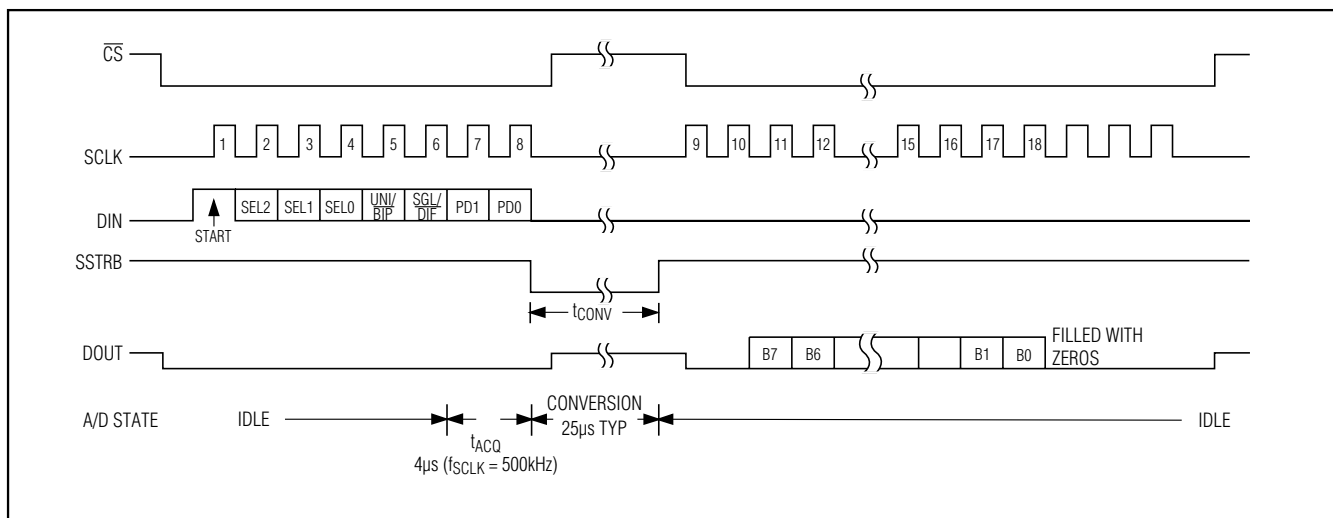 CS
SCLK
1 2 3 4 5 6 7 8 9 10 11 12 15 16 17 18
DIN
START
SEL2 SEL1 SEL0 UNI/BIP SGL/DIF PD1 PD0
SSTRB
tCONV
DOUT
B7 B6 B1 B0
FILLED WITH
ZEROS
A/D STATE
IDLE
tACQ
4µs (fSCLK = 500kHz)
CONVERSION
25µs TYP
IDLE